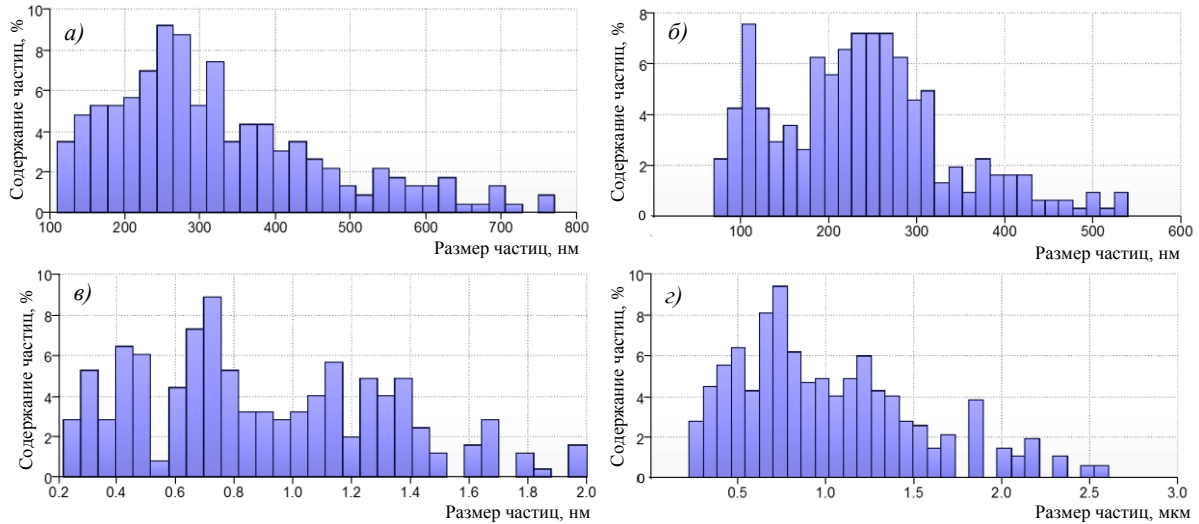 Содержание частиц, %
а)
10
8
6
4
2
0
100 200 300 400 500 600 700 800
Размер частиц, нм
Содержание частиц, %
б)
8
6
4
2
0
100 200 300 400 500 600
Размер частиц, нм
Содержание частиц, %
в)
10
8
6
4
2
0
0.2 0.4 0.6 0.8 1.0 1.2 1.4 1.6 1.8 2.0
Размер частиц, нм
Содержание частиц, %
г)
10
8
6
4
2
0
0.5 1.0 1.5 2.0 2.5 3.0
Размер частиц, мкм